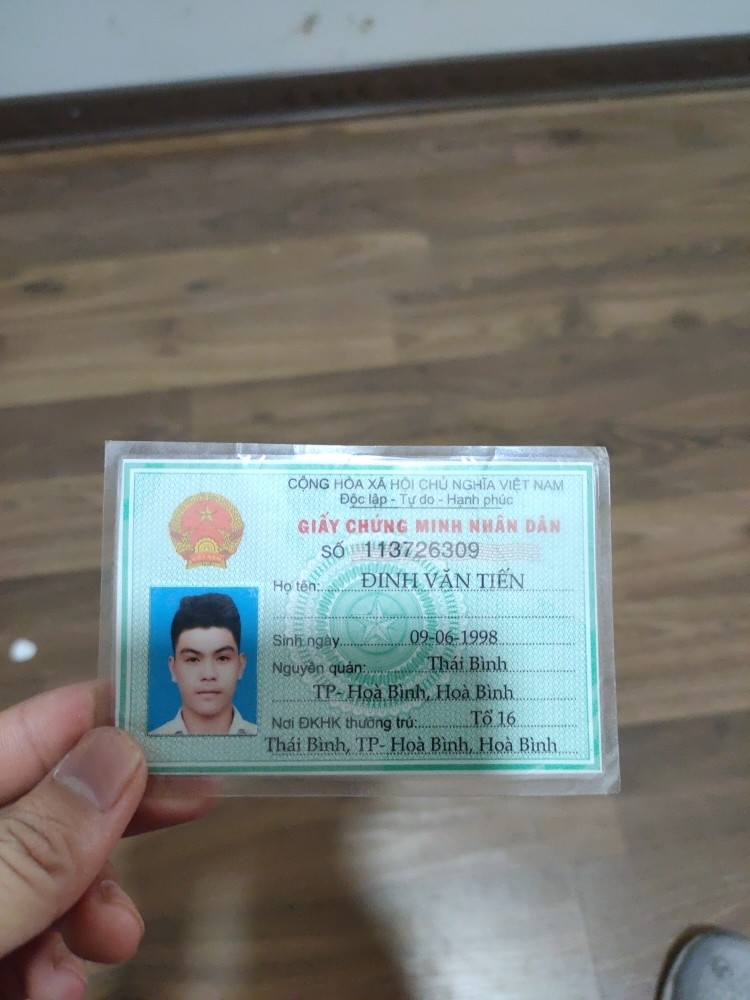 CỘNG HÒA XÃ HỘI CHỦ NGHĨA VIỆT NAM
Độc lập - Tự do - Hạnh phúc
GIẤY CHỨNG MINH NHÂN DÂN
SỐ 113726309
Họ tên: ĐINH VĂN TIẾN
Sinh ngày 09-06-1998
Nguyên quán: Thái Bình
TP- Hoà Bình, Hoà Bình
Nơi ĐKHK thường trú: Tổ 16
Thái Bình, TP- Hoà Bình, Hoà Bình